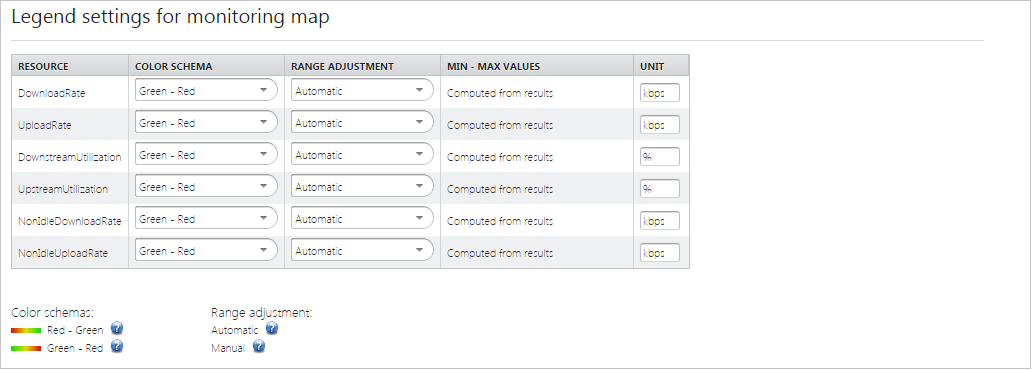 Legend settings for monitoring map
RESOURCE COLOR SCHEMA RANGE ADJUSTMENT MIN - MAX VALUES UNIT
DownloadRate Green - Red Automatic Computed from results kbps
UploadRate Green - Red Automatic Computed from results kbps
DownstreamUtilization Green - Red Automatic Computed from results %
UpstreamUtilization Green - Red Automatic Computed from results %
NonIdleDownloadRate Green - Red Automatic Computed from results kbps
NonIdleUploadRate Green - Red Automatic Computed from results kbps
Color schemas: Range adjustment:
Red - Green ? Automatic ?
Green - Red ? Manual ?